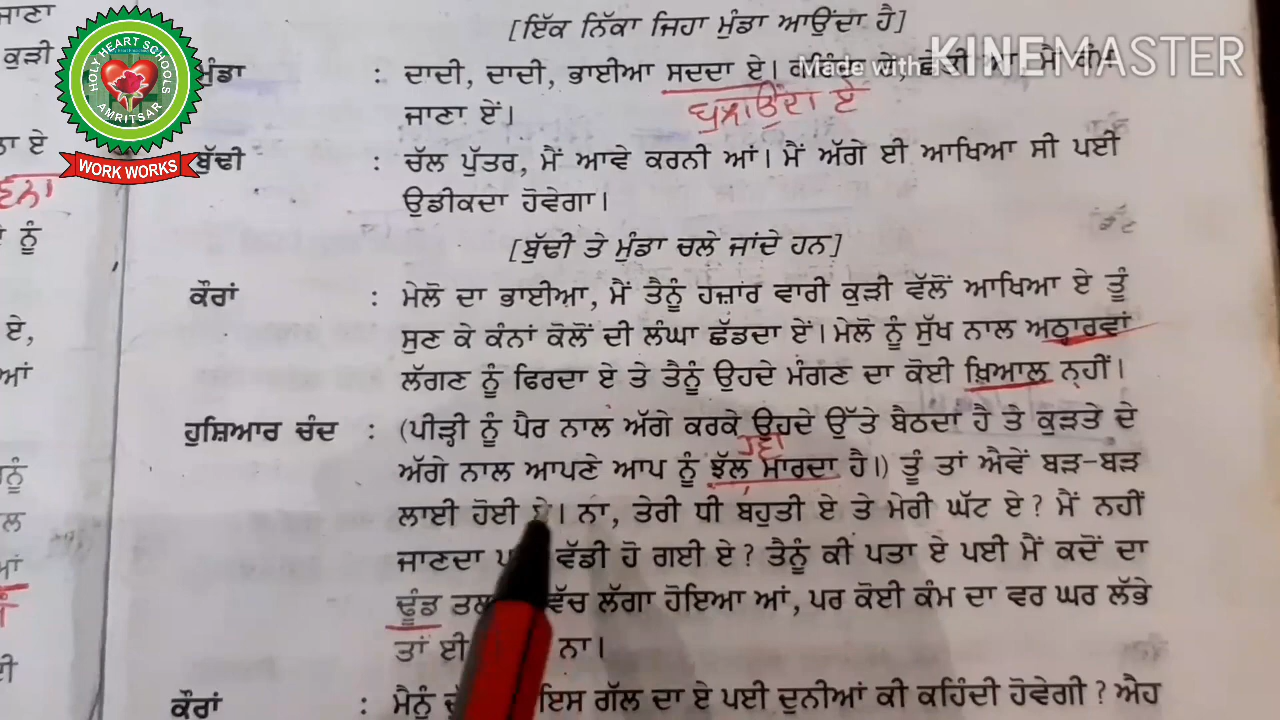 ਜਾਣਾ
ਕੁੜੀ
ਏ
ਨੂੰ
ਏ,
HOLY HEART SCHOOLS
AMRITSAR
WORK WORKS
Made with KINEMASTER
[ਇੱਕ ਨਿੱਕਾ ਜਿਹਾ ਮੁੰਡਾ ਆਉਂਦਾ ਹੈ]
ਮੁੰਡਾ : ਦਾਦੀ, ਦਾਦੀ, ਭਾਈਆ ਸਦਦਾ ਏ। ਮੈਂ ਕੰਮ
ਜਾਣਾ ਏਂ।
ਬੁਲਾਉਂਦਾ ਏ
ਬੁੱਢੀ : ਚੱਲ ਪੁੱਤਰ, ਮੈਂ ਆਵੇ ਕਰਨੀ ਆਂ। ਮੈਂ ਅੱਗੇ ਈ ਆਖਿਆ ਸੀ ਪਈ
ਉਡੀਕਦਾ ਹੋਵੇਗਾ।
[ਬੁੱਢੀ ਤੇ ਮੁੰਡਾ ਚਲੇ ਜਾਂਦੇ ਹਨ]
ਕੌਰਾਂ : ਮੇਲੋ ਦਾ ਭਾਈਆ, ਮੈਂ ਤੈਨੂੰ ਹਜ਼ਾਰ ਵਾਰੀ ਕੁੜੀ ਵੱਲੋਂ ਆਖਿਆ ਏ ਤੂੰ
ਸੁਣ ਕੇ ਕੰਨਾਂ ਕੋਲੋਂ ਦੀ ਲੰਘਾ ਛੱਡਦਾ ਏਂ। ਮੇਲੋ ਨੂੰ ਸੁੱਖ ਨਾਲ ਅਠਾਰਵਾਂ
ਲੱਗਣ ਨੂੰ ਫਿਰਦਾ ਏ ਤੇ ਤੈਨੂੰ ਉਹਦੇ ਮੰਗਣ ਦਾ ਕੋਈ ਖ਼ਿਆਲ ਨਹੀਂ।
ਹੁਸ਼ਿਆਰ ਚੰਦ : (ਪੀੜ੍ਹੀ ਨੂੰ ਪੈਰ ਨਾਲ ਅੱਗੇ ਕਰਕੇ ਉਹਦੇ ਉੱਤੇ ਬੈਠਦਾ ਹੈ ਤੇ ਕੁੜਤੇ ਦੇ
ਹਵਾ
ਅੱਗੇ ਨਾਲ ਆਪਣੇ ਆਪ ਨੂੰ ਝੱਲ ਮਾਰਦਾ ਹੈ।) ਤੂੰ ਤਾਂ ਐਵੇਂ ਬੜ-ਬੜ
ਲਾਈ ਹੋਈ ਏ। ਨਾ, ਤੇਰੀ ਧੀ ਬਹੁਤੀ ਏ ਤੇ ਮੇਰੀ ਘੱਟ ਏ? ਮੈਂ ਨਹੀਂ
ਜਾਣਦਾ ਵੱਡੀ ਹੋ ਗਈ ਏ? ਤੈਨੂੰ ਕੀ ਪਤਾ ਏ ਪਈ ਮੈਂ ਕਦੋਂ ਦਾ
ਢੂੰਡ ਲੱਗਾ ਹੋਇਆ ਆਂ, ਪਰ ਕੋਈ ਕੰਮ ਦਾ ਵਰ ਘਰ ਲੱਭੇ
ਤਾਂ ਈ ਨਾ।
ਕੌਰਾਂ : ਮੈਨੂੰ ਇਸ ਗੱਲ ਦਾ ਏ ਪਈ ਦੁਨੀਆਂ ਕੀ ਕਹਿੰਦੀ ਹੋਵੇਗੀ? ਐਹ